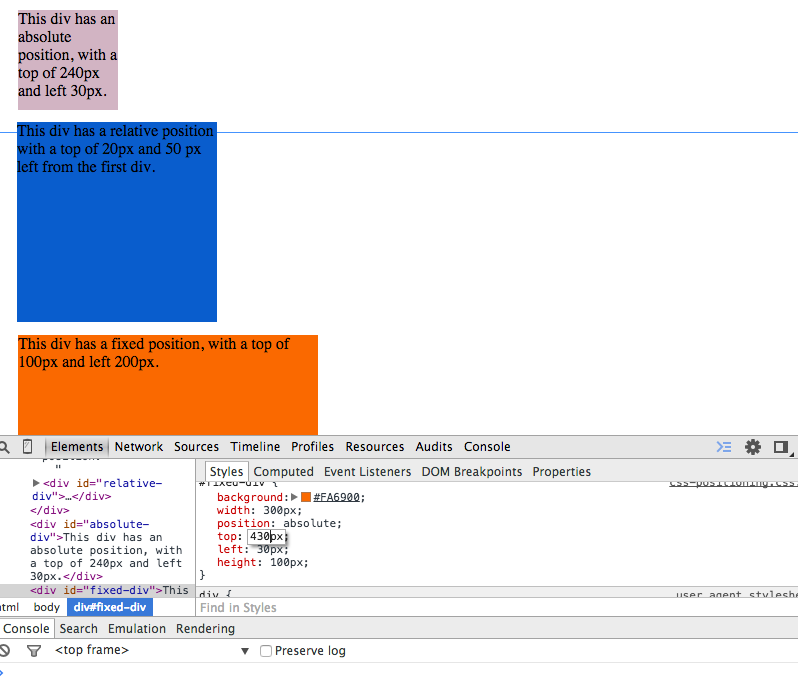 This div has an
absolute
position, with a
top of 240px
and left 30px.
This div has a relative position
with a top of 20px and 50 px
left from the first div.
This div has a fixed position, with a top of
100px and left 200px.
Elements Network Sources Timeline Profiles Resources Audits Console
"
▶<div id="relative-
div">…</div>
</div>
<div id="absolute-
div">This div has an
absolute position, with
a top of 240px and left
30px.</div>
<div id="fixed-div">This
html body div#fixed-div
Styles Computed Event Listeners DOM Breakpoints Properties
#fixed-div { css-positioning.css:
background:▶#FA6900;
width: 300px;
position: absolute;
top: 430px;
left: 30px;
height: 100px;
}
div { user agent styleshe
Find in Styles
Console Search Emulation Rendering
<top frame> ▼ Preserve log